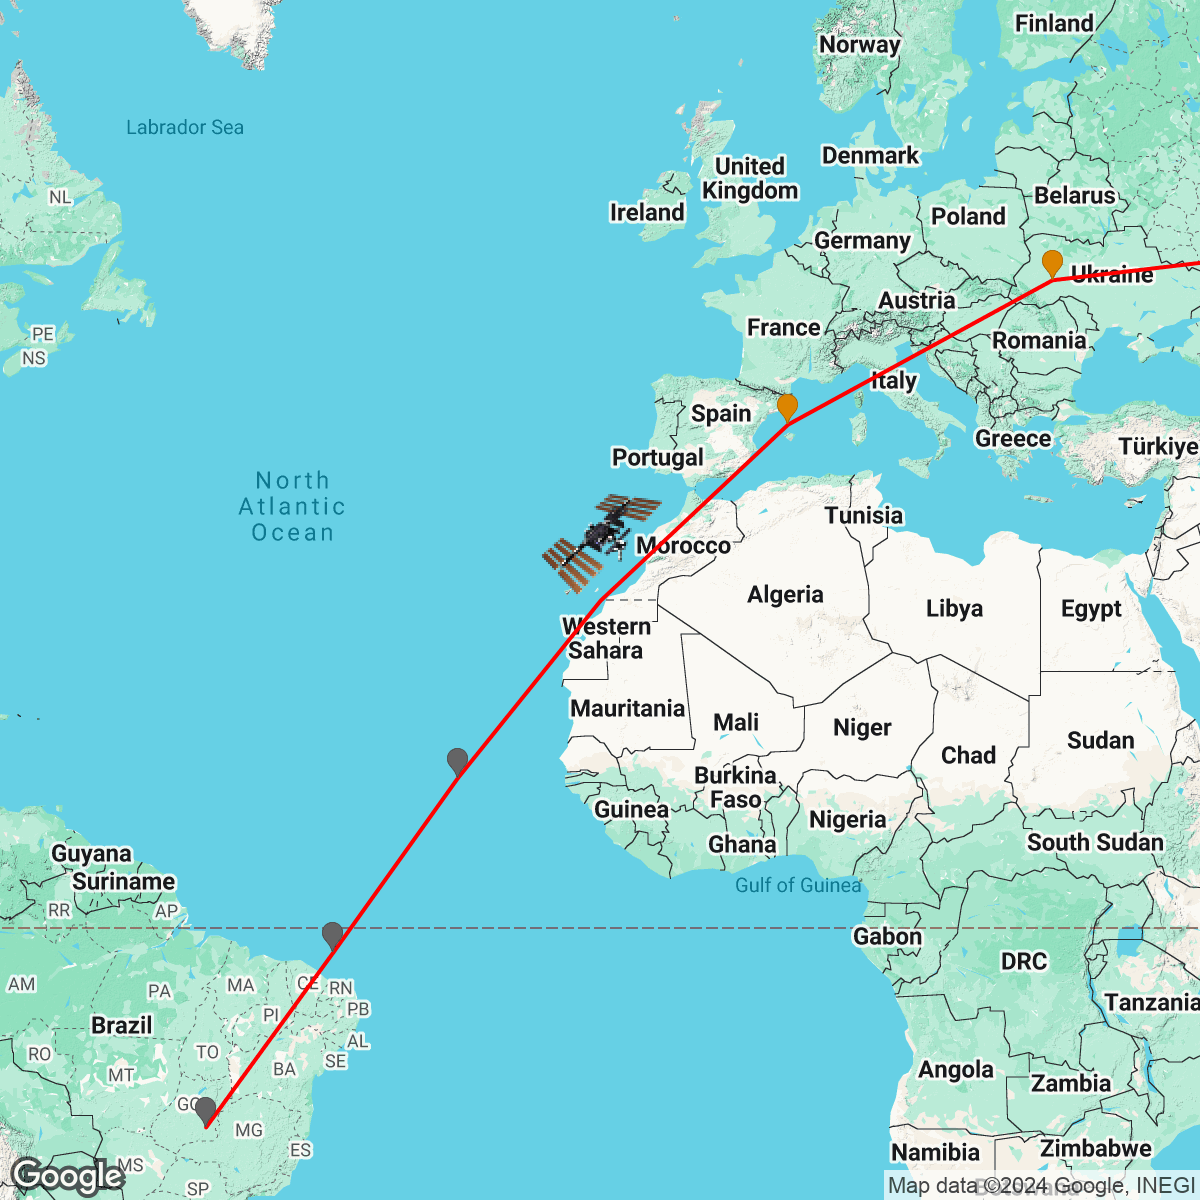 Finland
Norway
Labrador Sea
Denmark
United
Kingdom
Belarus
NL
Ireland
Poland
Germany
Ukraine
Austria
France
PE
NS
Romania
Italy
Spain
Greece
Türkiye
Portugal
North
Atlantic
Ocean
Tunisia
Morocco
Algeria
Libya
Egypt
Western
Sahara
Mauritania
Mali
Niger
Chad
Sudan
Burkina
Faso
Guinea
Nigeria
Ghana
South Sudan
Guyana
Suriname
Gulf of Guinea
RR
AP
Gabon
DRC
AM
PA
MA
CE
RN
PI
PB
Tanzania
Brazil
AL
RO
TO
SE
MT
BA
Angola
Zambia
GO
MG
ES
Zimbabwe
Namibia
MS
SP
Google
Map data ©2024 Google, INEGI